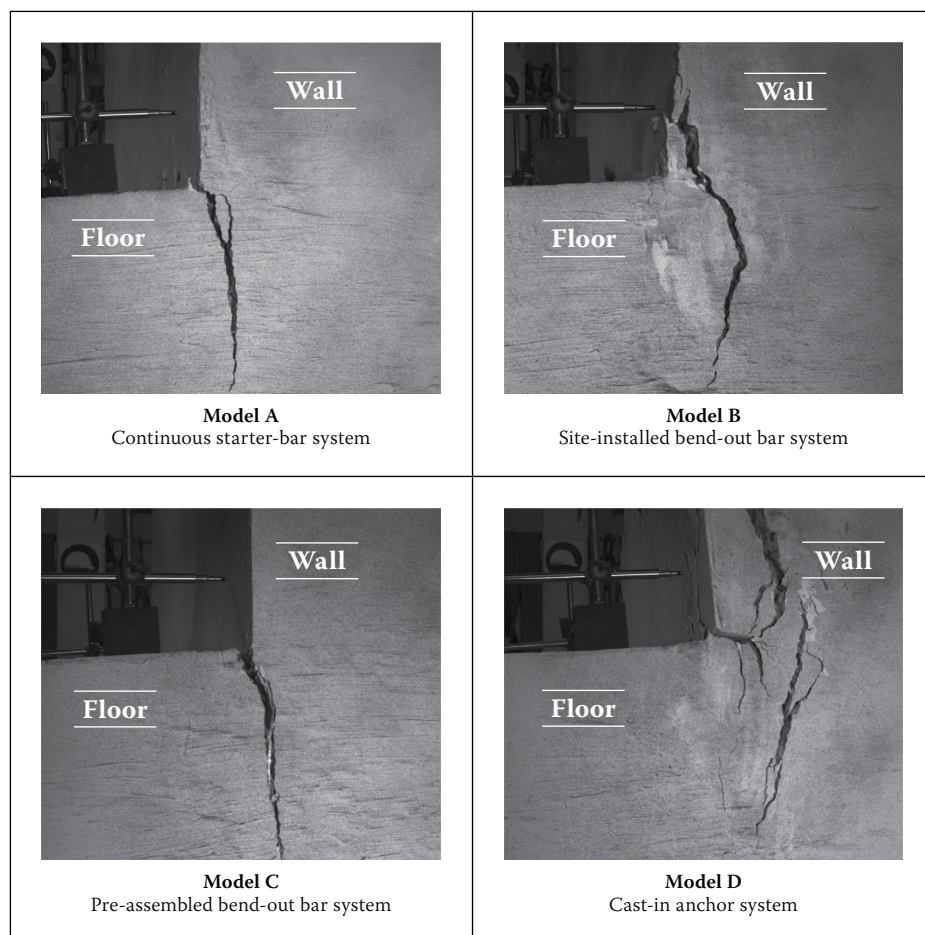 Wall
Floor
Model A
Continuous starter-bar system
Wall
Floor
Model B
Site-installed bend-out bar system
Wall
Floor
Model C
Pre-assembled bend-out bar system
Wall
Floor
Model D
Cast-in anchor system